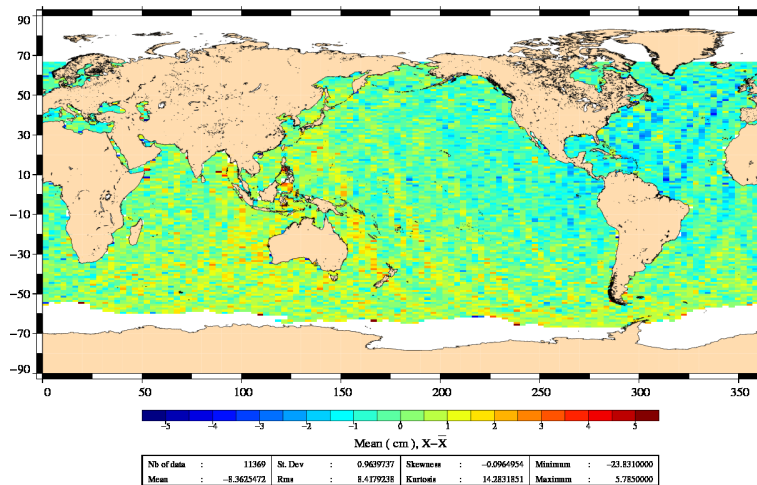 90
70
50
30
10
−10
−30
−50
−70
−90
0 50 100 150 200 250 300 350
−5 −4 −3 −2 −1 0 1 2 3 4 5
Mean ( cm ), X−X̅
Nb of data : 11369 St. Dev : 0.9639737 Skewness : −0.0964954 Minimum : −23.8310000
Mean : −8.3625472 Rms : 8.4179238 Kurtosis : 14.2831851 Maximum : 5.7850000